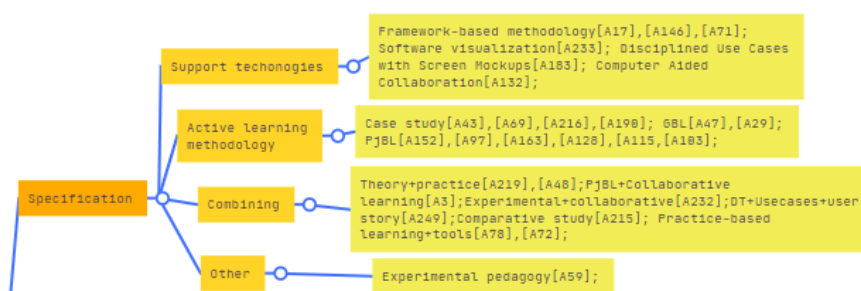 Framework-based methodology[A17],[A146],[A71];
Software visualization[A233]; Disciplined Use Cases
with Screen Mockups[A183]; Computer Aided
Collaboration[A132];
Support techonogies
Active learning
methodology
Case study[A43],[A69],[A216],[A190]; GBL[A47],[A29];
PjBL[A152],[A97],[A163],[A128],[A115,[A103];
Specification
Combining
Theory+practice[A219],[A48];PjBL+Collaborative
learning[A3];Experimental+collaborative[A232];DT+Usecases+user
story[A249];Comparative study[A215]; Practice-based
learning+tools[A78],[A72];
Other
Experimental pedagogy[A59];